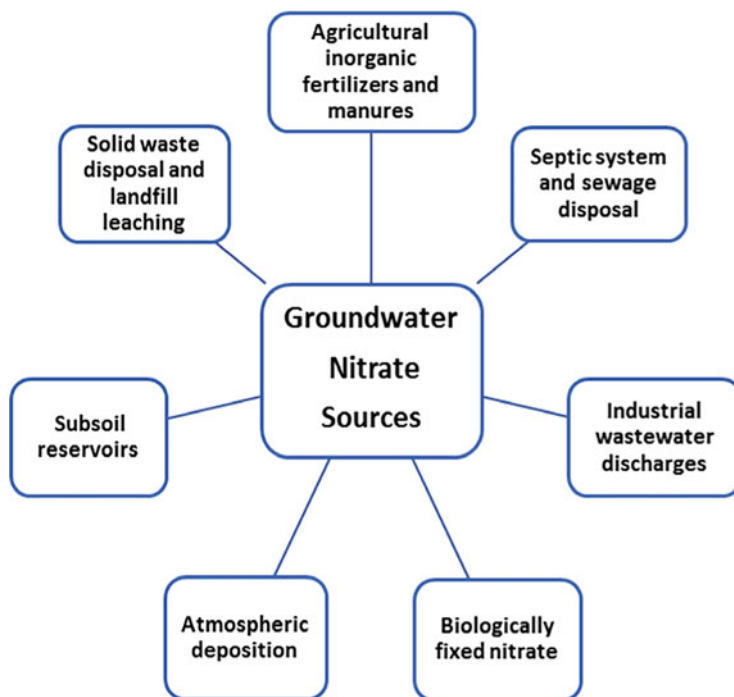 Agricultural
inorganic
fertilizers and
manures
Solid waste
disposal and
landfill
leaching
Septic system
and sewage
disposal
Groundwater
Nitrate
Sources
Subsoil
reservoirs
Industrial
wastewater
discharges
Atmospheric
deposition
Biologically
fixed nitrate